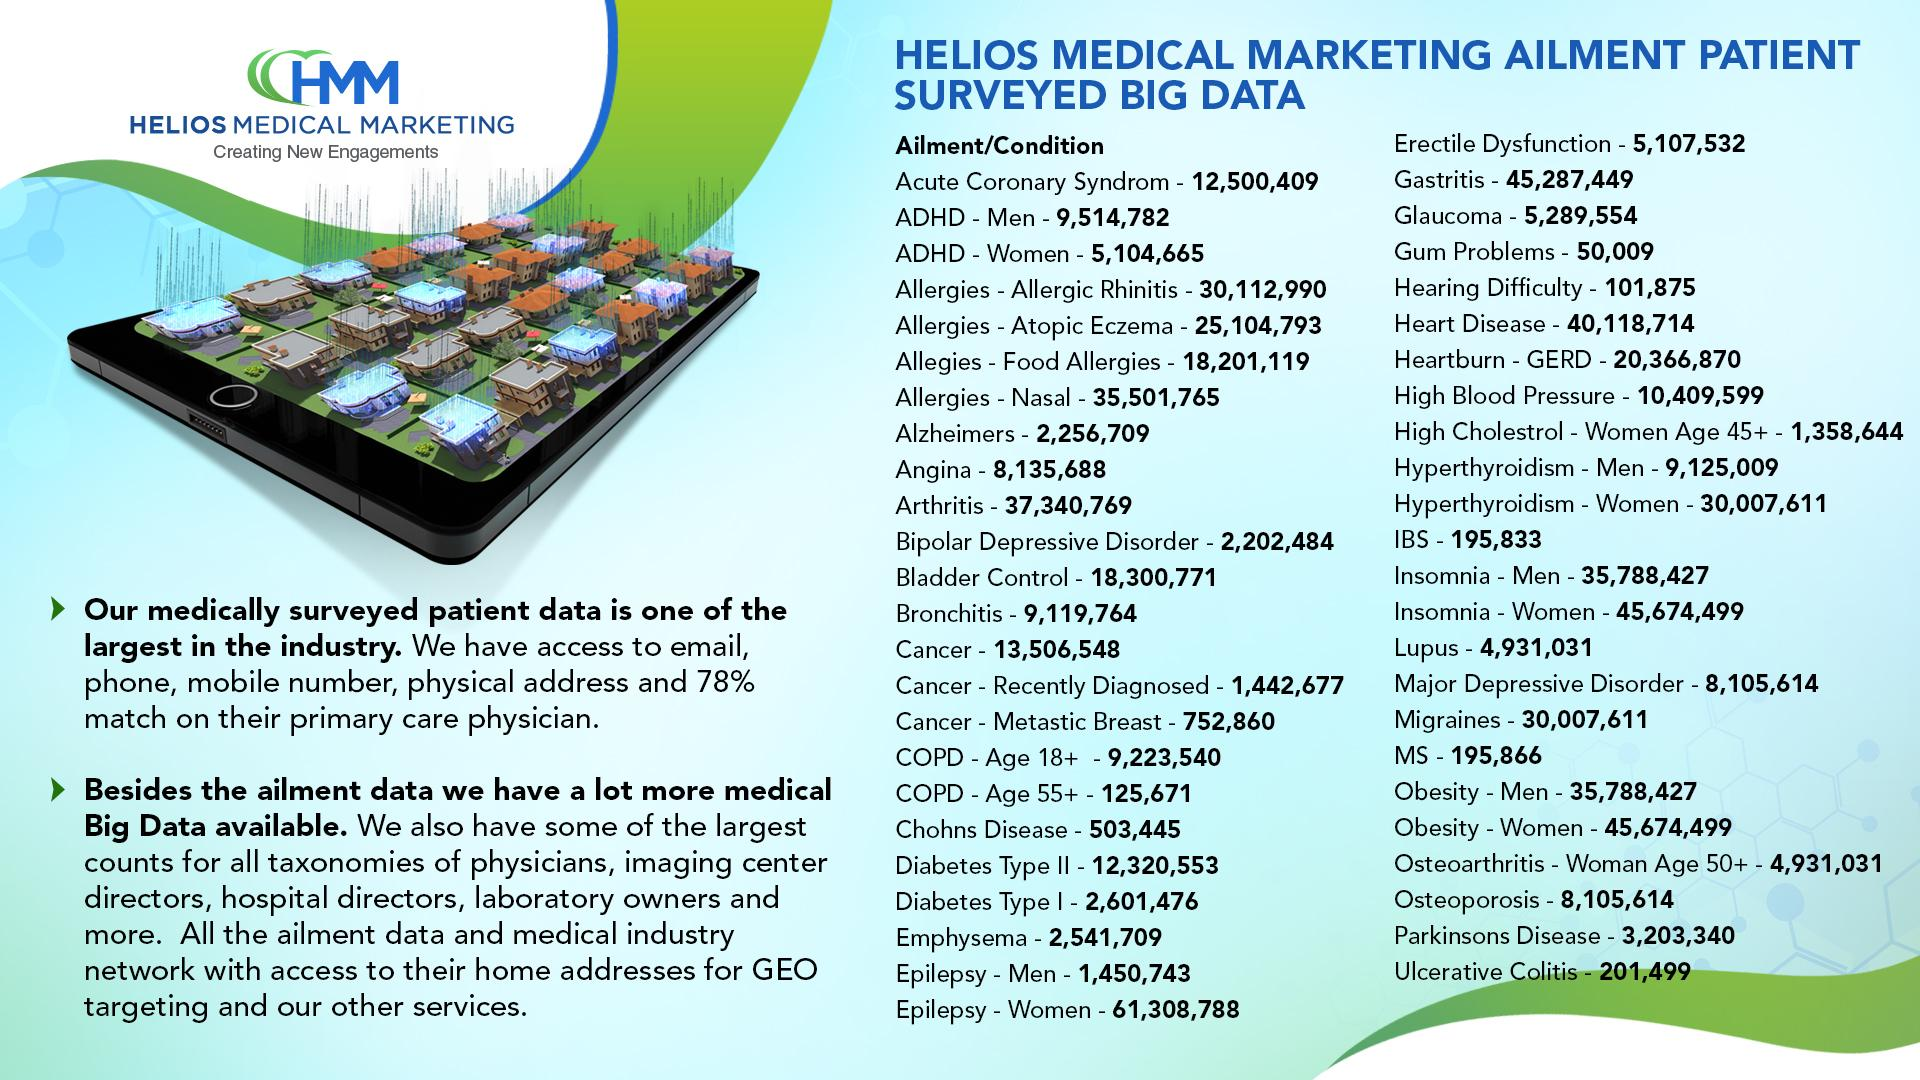 HMM
HELIOS MEDICAL MARKETING
Creating New Engagements
Our medically surveyed patient data is one of the
largest in the industry. We have access to email,
phone, mobile number, physical address and 78%
match on their primary care physician.
Besides the ailment data we have a lot more medical
Big Data available. We also have some of the largest
counts for all taxonomies of physicians, imaging center
directors, hospital directors, laboratory owners and
more.  All the ailment data and medical industry
network with access to their home addresses for GEO
targeting and our other services.
HELIOS MEDICAL MARKETING AILMENT PATIENT
SURVEYED BIG DATA
Ailment/Condition
Acute Coronary Syndrom - 12,500,409
ADHD - Men - 9,514,782
ADHD - Women - 5,104,665
Allergies - Allergic Rhinitis - 30,112,990
Allergies - Atopic Eczema - 25,104,793
Allegies - Food Allergies - 18,201,119
Allergies - Nasal - 35,501,765
Alzheimers - 2,256,709
Angina - 8,135,688
Arthritis - 37,340,769
Bipolar Depressive Disorder - 2,202,484
Bladder Control - 18,300,771
Bronchitis - 9,119,764
Cancer - 13,506,548
Cancer - Recently Diagnosed - 1,442,677
Cancer - Metastic Breast - 752,860
COPD - Age 18+  - 9,223,540
COPD - Age 55+ - 125,671
Chohns Disease - 503,445
Diabetes Type II - 12,320,553
Diabetes Type I - 2,601,476
Emphysema - 2,541,709
Epilepsy - Men - 1,450,743
Epilepsy - Women - 61,308,788
Erectile Dysfunction - 5,107,532
Gastritis - 45,287,449
Glaucoma - 5,289,554
Gum Problems - 50,009
Hearing Difficulty - 101,875
Heart Disease - 40,118,714
Heartburn - GERD - 20,366,870
High Blood Pressure - 10,409,599
High Cholestrol - Women Age 45+ - 1,358,644
Hyperthyroidism - Men - 9,125,009
Hyperthyroidism - Women - 30,007,611
IBS - 195,833
Insomnia - Men - 35,788,427
Insomnia - Women - 45,674,499
Lupus - 4,931,031
Major Depressive Disorder - 8,105,614
Migraines - 30,007,611
MS - 195,866
Obesity - Men - 35,788,427
Obesity - Women - 45,674,499
Osteoarthritis - Woman Age 50+ - 4,931,031
Osteoporosis - 8,105,614
Parkinsons Disease - 3,203,340
Ulcerative Colitis - 201,499